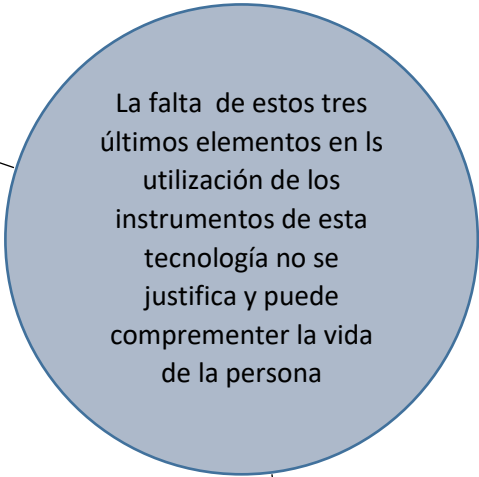 La falta  de estos tres
últimos elementos en ls
utilización de los
instrumentos de esta
tecnología no se
justifica y puede
comprementer la vida
de la persona